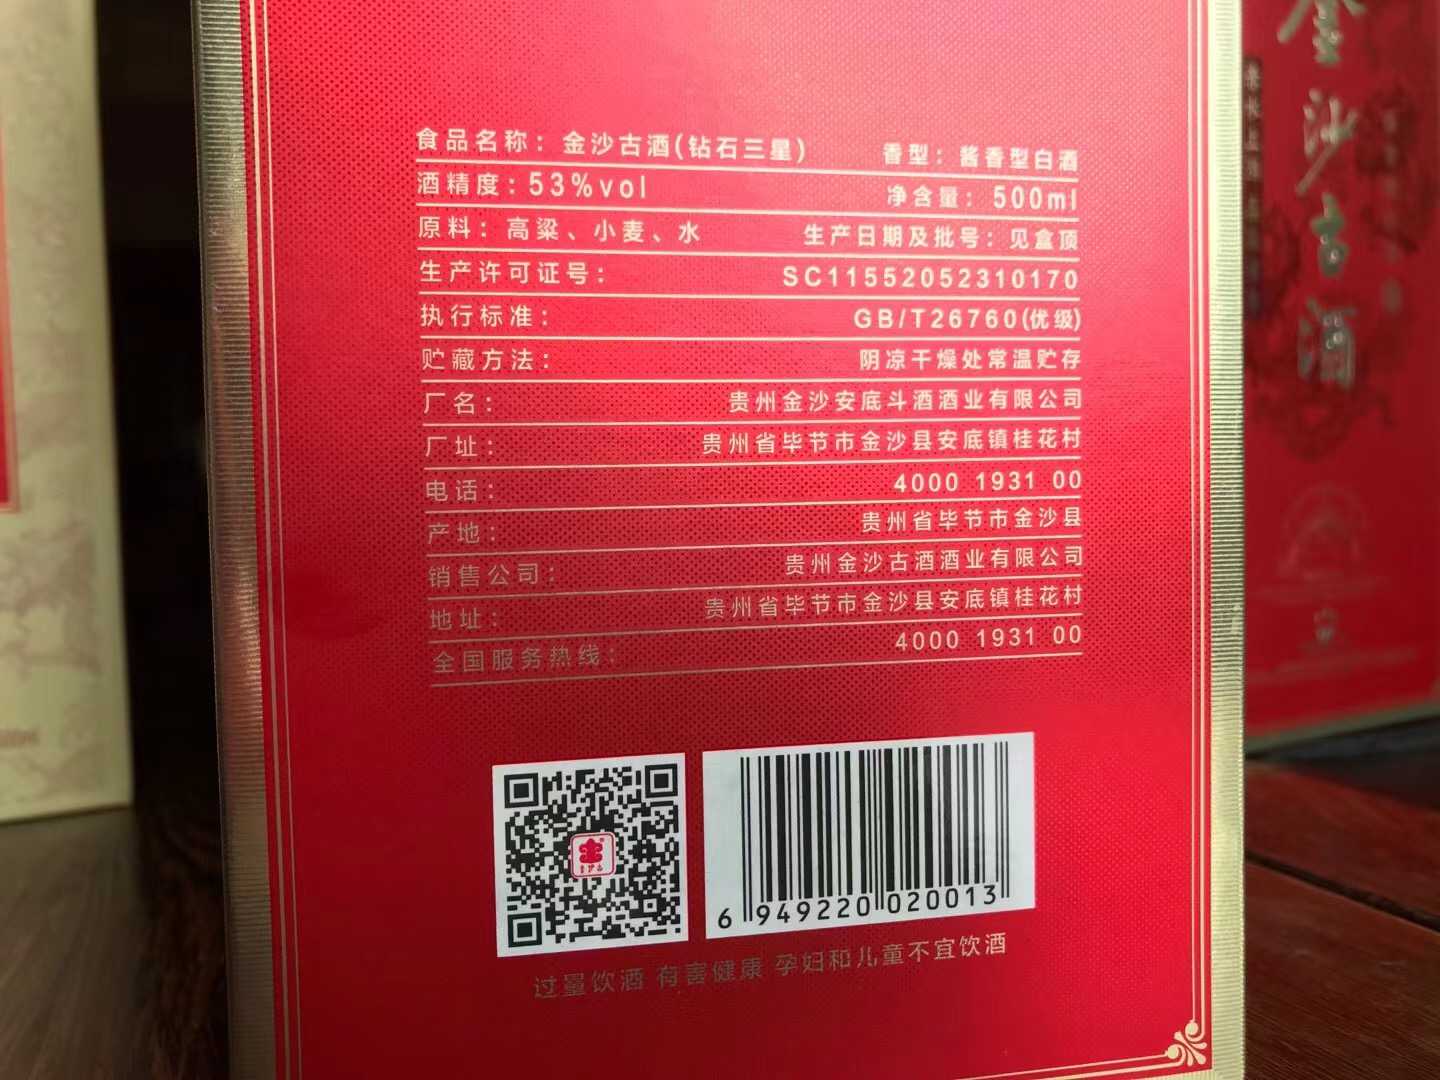 食品名称：金沙古酒(钻石三星) 香型：酱香型白酒
酒精度：53%vol 净含量：500ml
原料：高粱、小麦、水 生产日期及批号：见盒顶
生产许可证号： SC11552052310170
执行标准： GB/T26760(优级)
贮藏方法： 阴凉干燥处常温贮存
厂名： 贵州金沙安底斗酒酒业有限公司
厂址： 贵州省毕节市金沙县安底镇桂花村
电话： 4000 1931 00
产地： 贵州省毕节市金沙县
销售公司： 贵州金沙古酒酒业有限公司
地址： 贵州省毕节市金沙县安底镇桂花村
全国服务热线： 4000 1931 00
6 949220 020013
过量饮酒 有害健康 孕妇和儿童不宜饮酒
金沙古酒